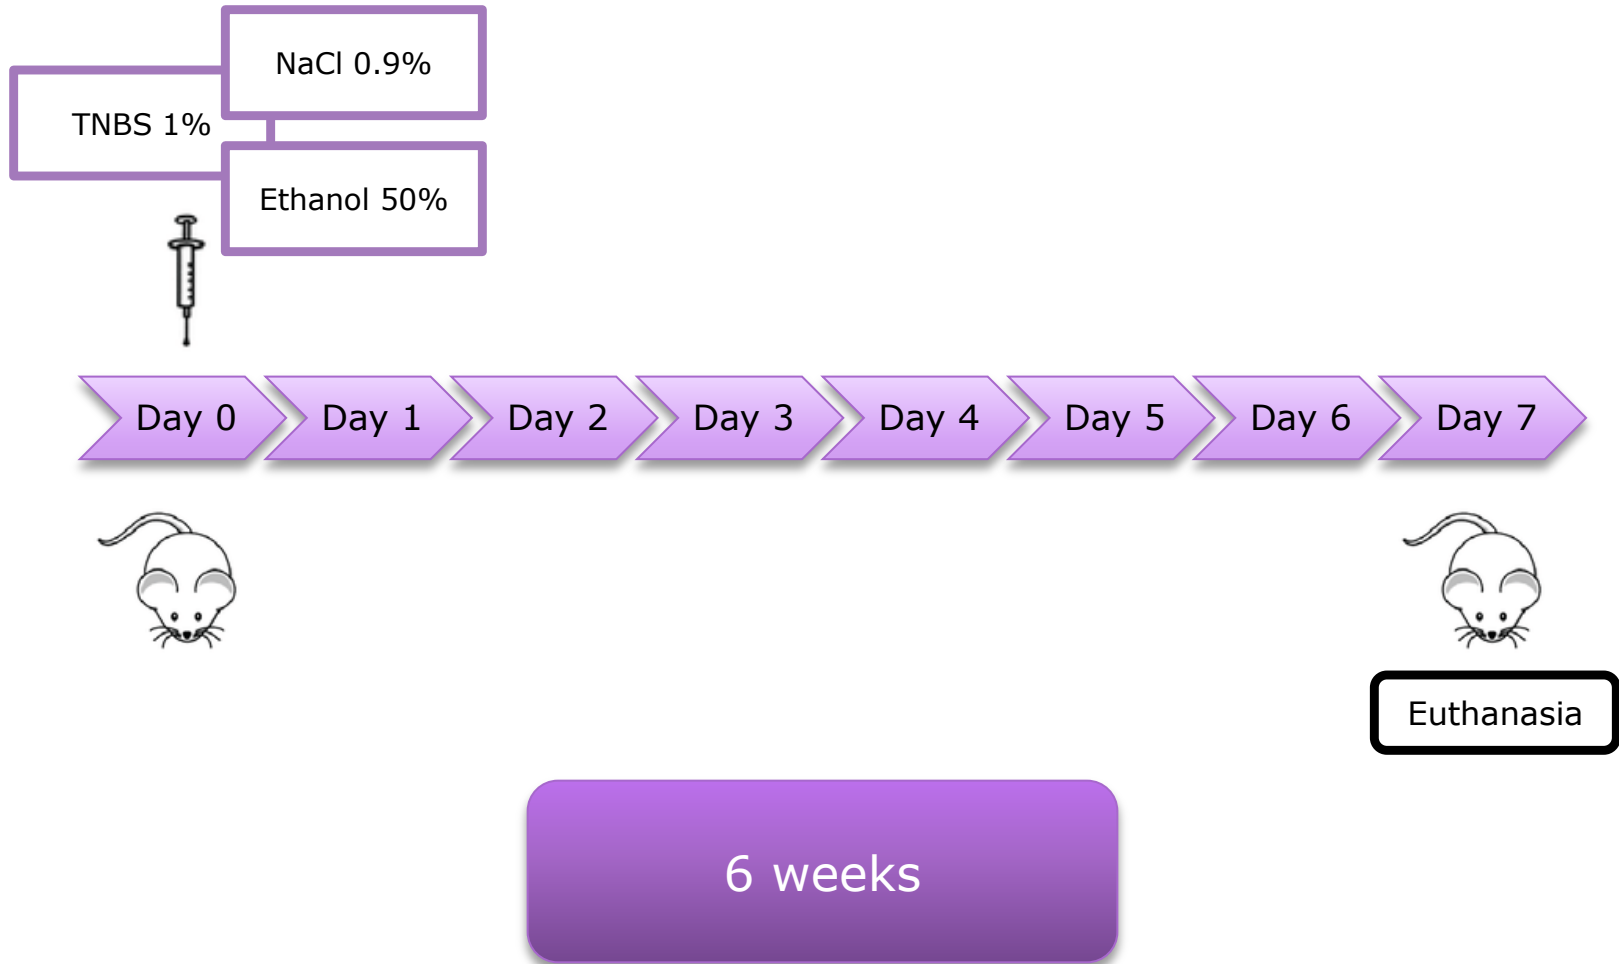 NaCl 0.9%
TNBS 1%
Ethanol 50%
Day 0 Day 1 Day 2 Day 3 Day 4 Day 5 Day 6 Day 7
Euthanasia
6 weeks